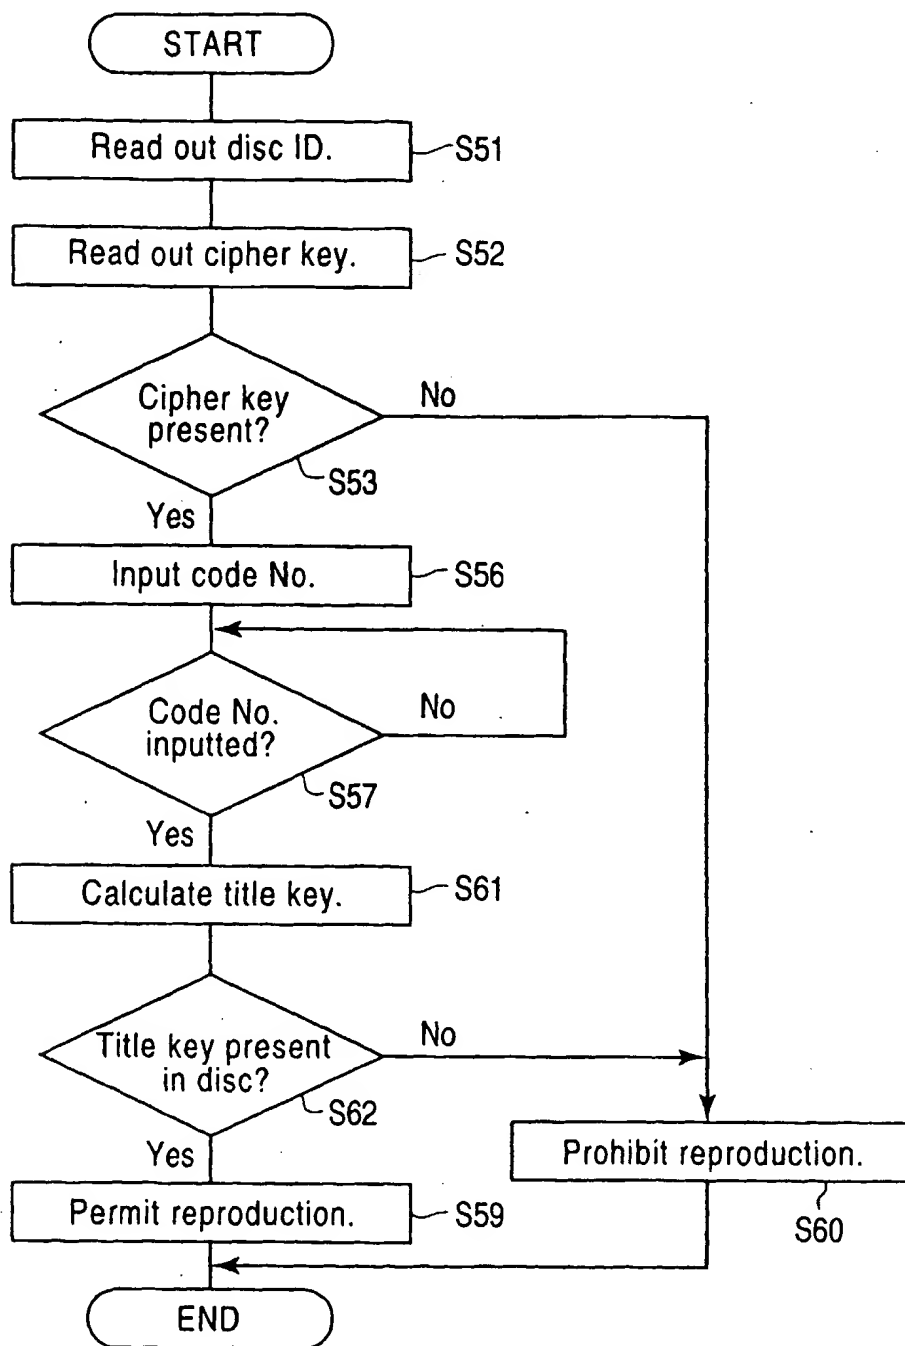 START
Read out disc ID.
S51
Read out cipher key.
S52
Cipher key
present?
No
S53
Yes
Input code No.
S56
Code No.
inputted?
No
S57
Yes
Calculate title key.
S61
Title key present
in disc?
No
S62
Yes
Prohibit reproduction.
S60
Permit reproduction.
S59
END